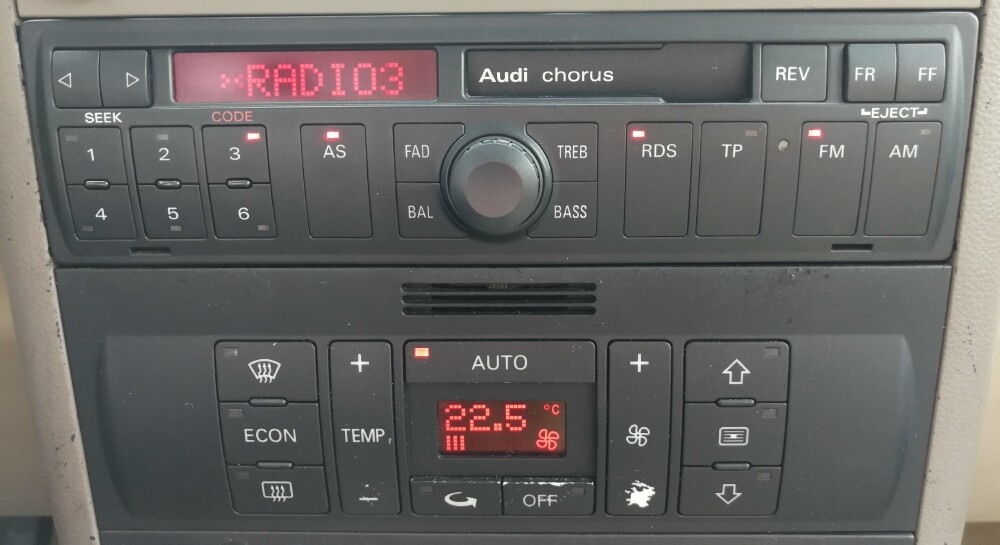 RADIO3
Audi chorus
REV
FR
FF
SEEK
CODE
EJECT
1
2
3
AS
FAD
TREB
RDS
TP
FM
AM
4
5
6
BAL
BASS
+
AUTO
+
22.5 °C
ECON
TEMP.
−
OFF